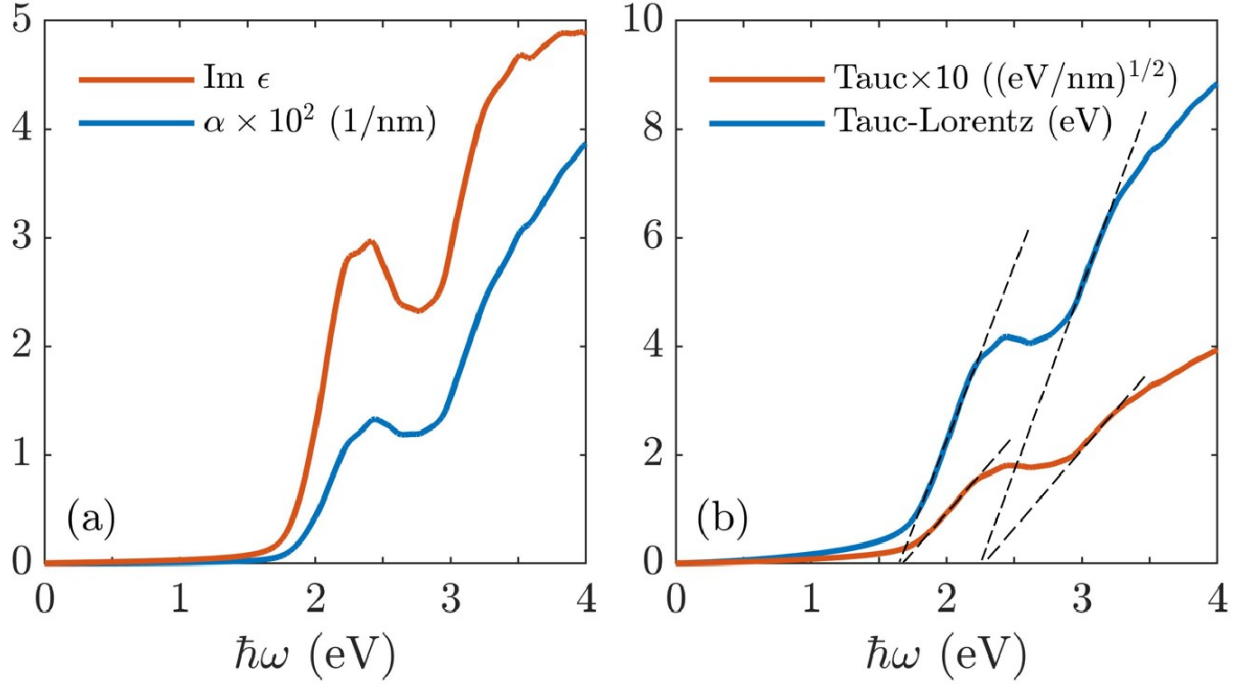 5
4
3
2
1
0
Im ϵ
α × 10² (1/nm)
(a)
0 1 2 3 4
ℏω (eV)
10
8
6
4
2
0
Tauc×10 ((eV/nm)^{1/2})
Tauc-Lorentz (eV)
(b)
0 1 2 3 4
ℏω (eV)